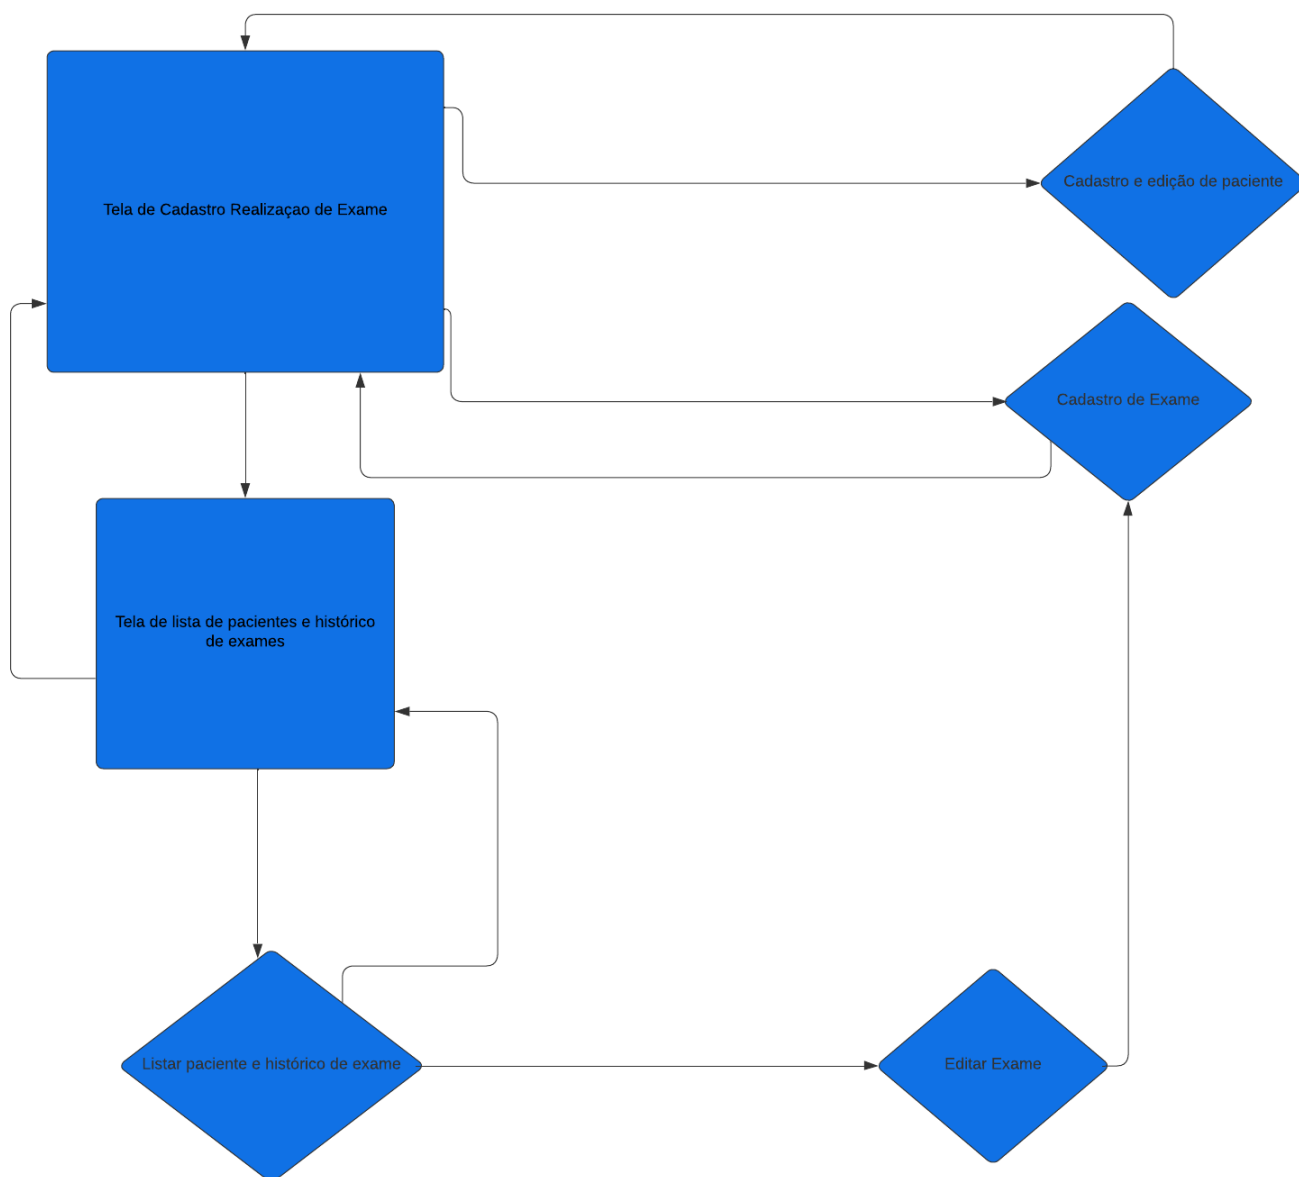 Cadastro e edição de paciente
Tela de Cadastro Realizaçao de Exame
Cadastro de Exame
Tela de lista de pacientes e histórico
de exames
Listar paciente e histórico de exame
Editar Exame